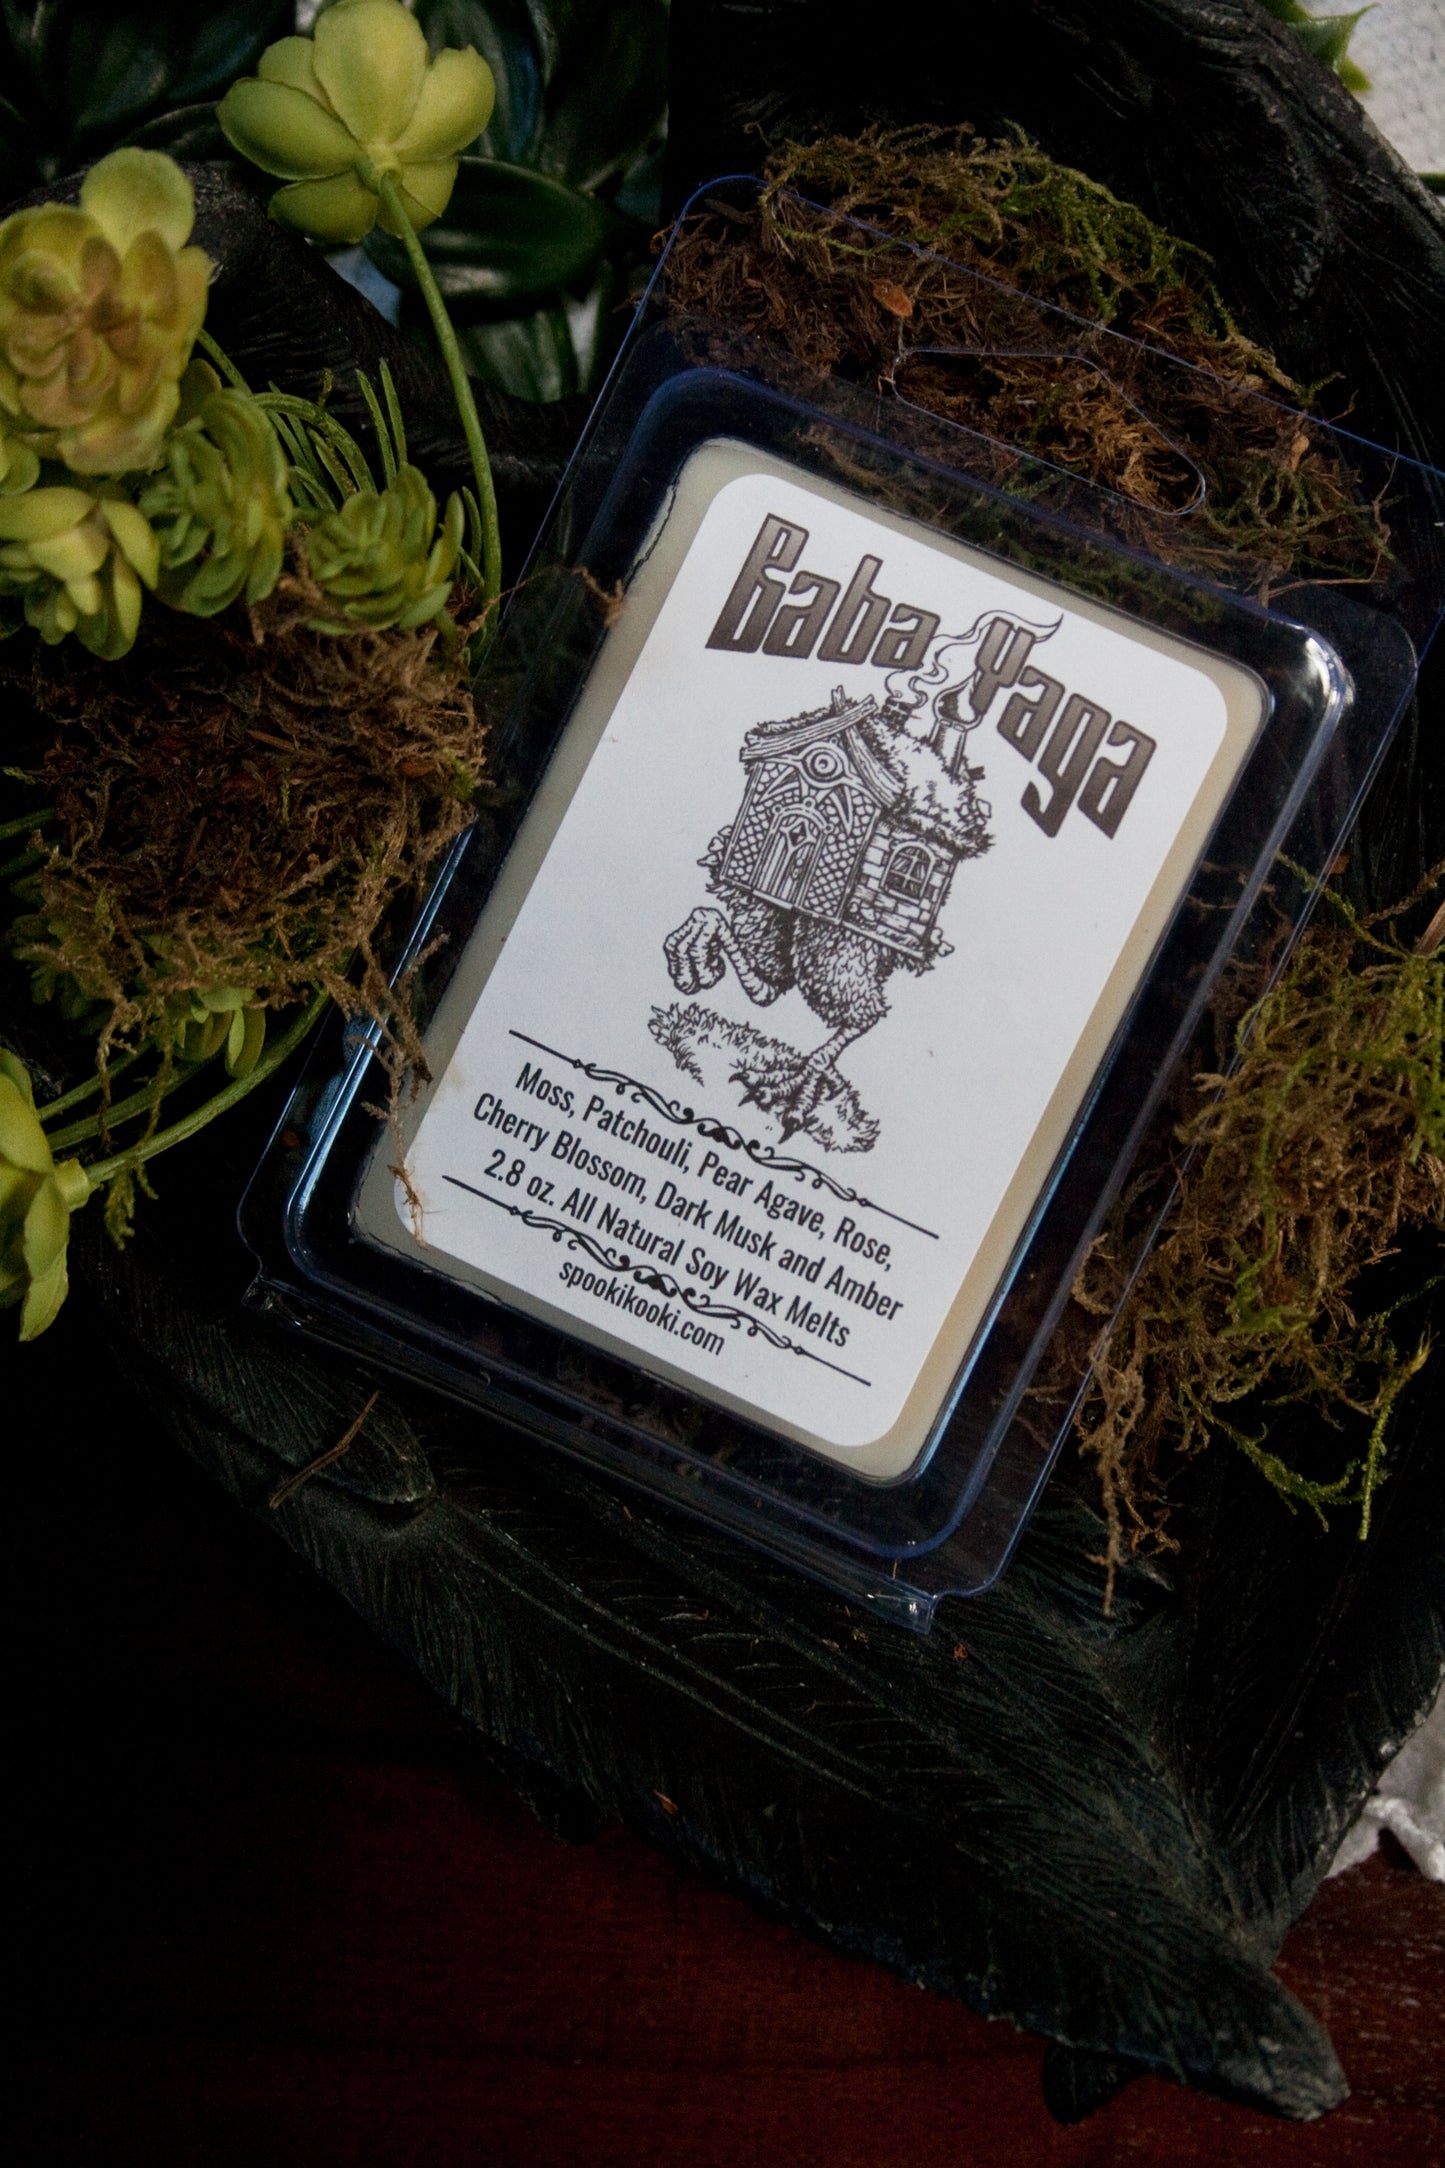 Baba Yaga
Moss, Patchouli, Pear Agave, Rose,
Cherry Blossom, Dark Musk and Amber
2.8 oz. All Natural Soy Wax Melts
spookikooki.com